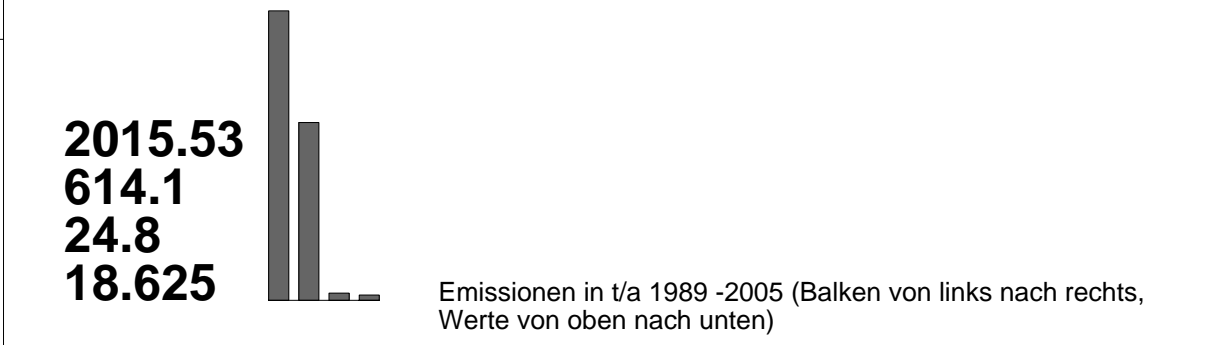 2015.53
614.1
24.8
18.625
Emissionen in t/a 1989 -2005 (Balken von links nach rechts,
Werte von oben nach unten)